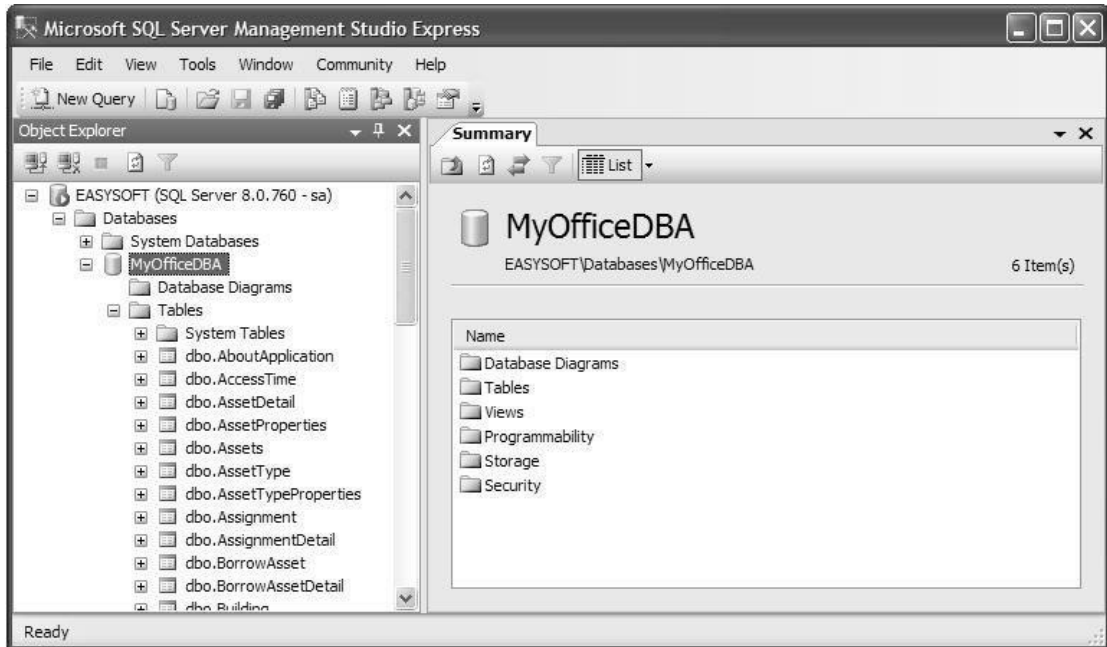 Microsoft SQL Server Management Studio Express
File Edit View Tools Window Community Help
New Query
Object Explorer
EASYSOFT (SQL Server 8.0.760 - sa)
Databases
System Databases
MyOfficeDBA
Database Diagrams
Tables
System Tables
dbo.AboutApplication
dbo.AccessTime
dbo.AssetDetail
dbo.AssetProperties
dbo.Assets
dbo.AssetType
dbo.AssetTypeProperties
dbo.Assignment
dbo.AssignmentDetail
dbo.BorrowAsset
dbo.BorrowAssetDetail
dbo.Building
Summary
List
MyOfficeDBA
EASYSOFT\Databases\MyOfficeDBA 6 Item(s)
Name
Database Diagrams
Tables
Views
Programmability
Storage
Security
Ready